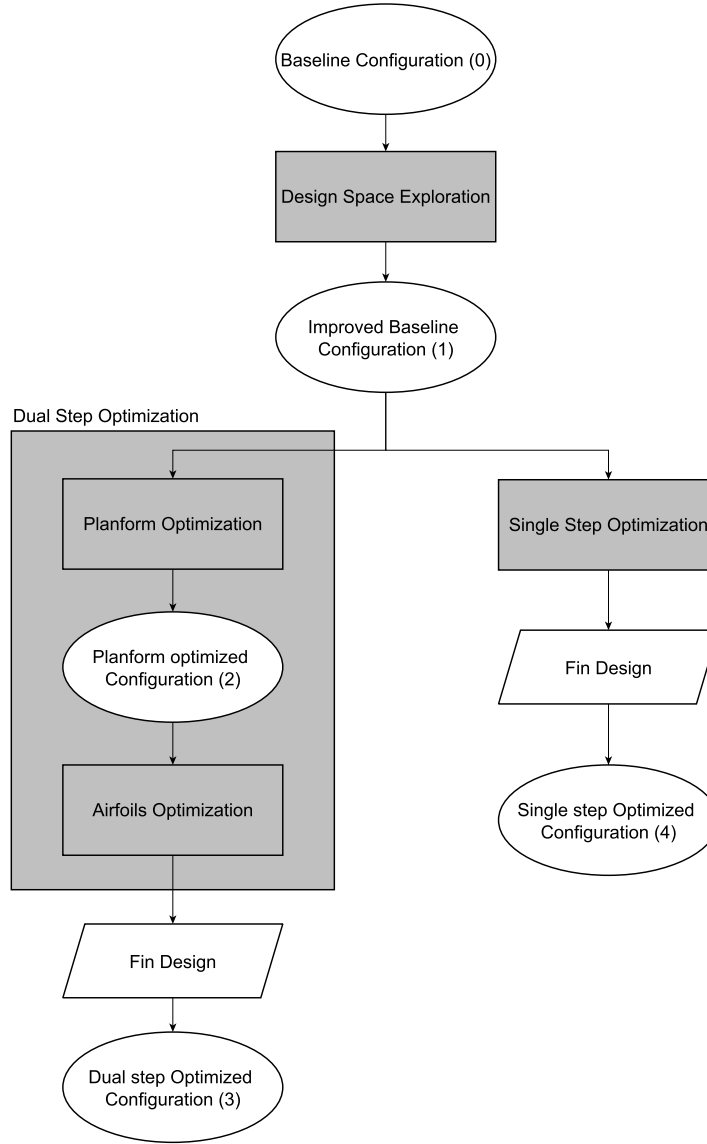 Baseline Configuration (0)
Design Space Exploration
Improved Baseline
Configuration (1)
Dual Step Optimization
Planform Optimization
Single Step Optimization
Planform optimized
Configuration (2)
Fin Design
Airfoils Optimization
Single step Optimized
Configuration (4)
Fin Design
Dual step Optimized
Configuration (3)